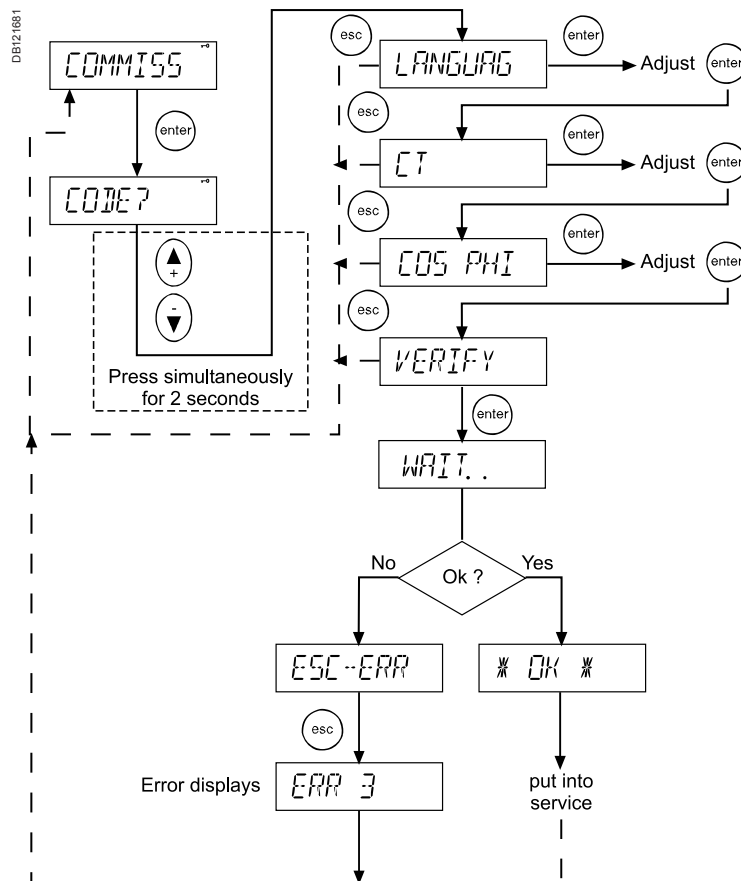 DB121681
COMMISS
enter
CODE?
+
-
Press simultaneously
for 2 seconds
esc
LANGUAG
enter
Adjust
enter
esc
CT
enter
Adjust
enter
esc
COS PHI
enter
Adjust
enter
esc
VERIFY
enter
WAIT..
No
Ok ?
Yes
ESC-ERR
* OK *
esc
Error displays
ERR 3
put into
service